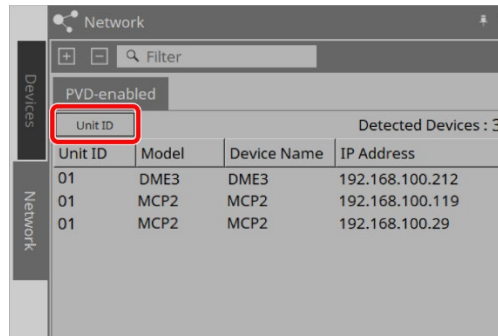 Network
Filter
PVD-enabled
Unit ID
Detected Devices : 3
Unit ID Model Device Name IP Address
01 DME3 DME3 192.168.100.212
01 MCP2 MCP2 192.168.100.119
01 MCP2 MCP2 192.168.100.29
Devices
Network